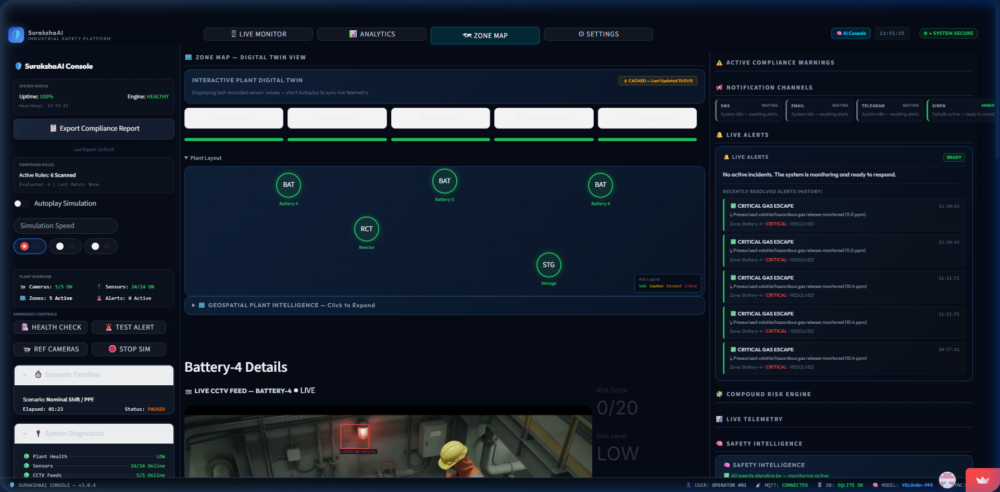 SurakshaAI
INDUSTRIAL SAFETY PLATFORM
LIVE MONITOR
ANALYTICS
ZONE MAP
SETTINGS
AI Console
13:51:15
SYSTEM SECURE
SurakshaAI Console
SYSTEM STATUS
Uptime: 100%
Engine: HEALTHY
Heartbeat: 13:51:15
Export Compliance Report
Last Export: 13:51:15
COMPOUND RULES
Active Rules: 6 Scanned
Evaluated: 6 | Last Match: None
Autoplay Simulation
Simulation Speed
1x
2x
4x
PLANT OVERVIEW
Cameras: 5/5 ON
Sensors: 24/24 ON
Zones: 5 Active
Alerts: 0 Active
EMERGENCY CONTROLS
HEALTH CHECK
TEST ALERT
REF CAMERAS
STOP SIM
Scenario Timeline
Scenario: Nominal Shift / PPE
Elapsed: 01:23
Status: PAUSED
System Diagnostics
Plant Health LOW
Sensors 24/24 Online
CCTV Feeds 5/5 Online
ZONE MAP — DIGITAL TWIN VIEW
INTERACTIVE PLANT DIGITAL TWIN
CACHED — Last Updated 13:51:15
Displaying last recorded sensor values — start Autoplay to sync live telemetry
BAT Battery-4
BAT Battery-5
BAT Battery-6
RCT Reactor Block
STG Storage Area
Plant Layout
BAT
Battery-4
BAT
Battery-5
BAT
Battery-6
RCT
Reactor
STG
Storage
Risk Legend
Safe Caution Elevated Critical
GEOSPATIAL PLANT INTELLIGENCE — Click to Expand
Battery-4 Details
LIVE CCTV FEED — BATTERY-4 ● LIVE
EMERGENCY BEACON
Risk Score
0/20
Risk Level
LOW
ACTIVE COMPLIANCE WARNINGS
NOTIFICATION CHANNELS
SMS WAITING
System idle — awaiting alerts
EMAIL WAITING
System idle — awaiting alerts
TELEGRAM WAITING
System idle — awaiting alerts
SIREN ARMED
Failsafe active — ready to sound
LIVE ALERTS
LIVE ALERTS
READY
No active incidents. The system is monitoring and ready to respond.
RECENTLY RESOLVED ALERTS (HISTORY)
CRITICAL GAS ESCAPE 13:50:43
↳ Pressurized volatile/hazardous gas release monitored (11.0 ppm)
Zone: Battery-4 • CRITICAL • RESOLVED
CRITICAL GAS ESCAPE 13:50:43
↳ Pressurized volatile/hazardous gas release monitored (11.0 ppm)
Zone: Battery-4 • CRITICAL • RESOLVED
CRITICAL GAS ESCAPE 11:11:51
↳ Pressurized volatile/hazardous gas release monitored (10.4 ppm)
Zone: Battery-4 • CRITICAL • RESOLVED
CRITICAL GAS ESCAPE 11:11:51
↳ Pressurized volatile/hazardous gas release monitored (10.4 ppm)
Zone: Battery-4 • CRITICAL • RESOLVED
CRITICAL GAS ESCAPE 10:57:11
↳ Pressurized volatile/hazardous gas release monitored (10.4 ppm)
Zone: Battery-4 • CRITICAL • RESOLVED
COMPOUND RISK ENGINE
LIVE TELEMETRY
SAFETY INTELLIGENCE
SAFETY INTELLIGENCE
All agents standing by — monitoring active
SURAKSHAAI CONSOLE — v3.0.4
USER: OPERATOR #01
MQTT: CONNECTED
DB: SQLITE OK
MODEL: YOLOv8n-PPE